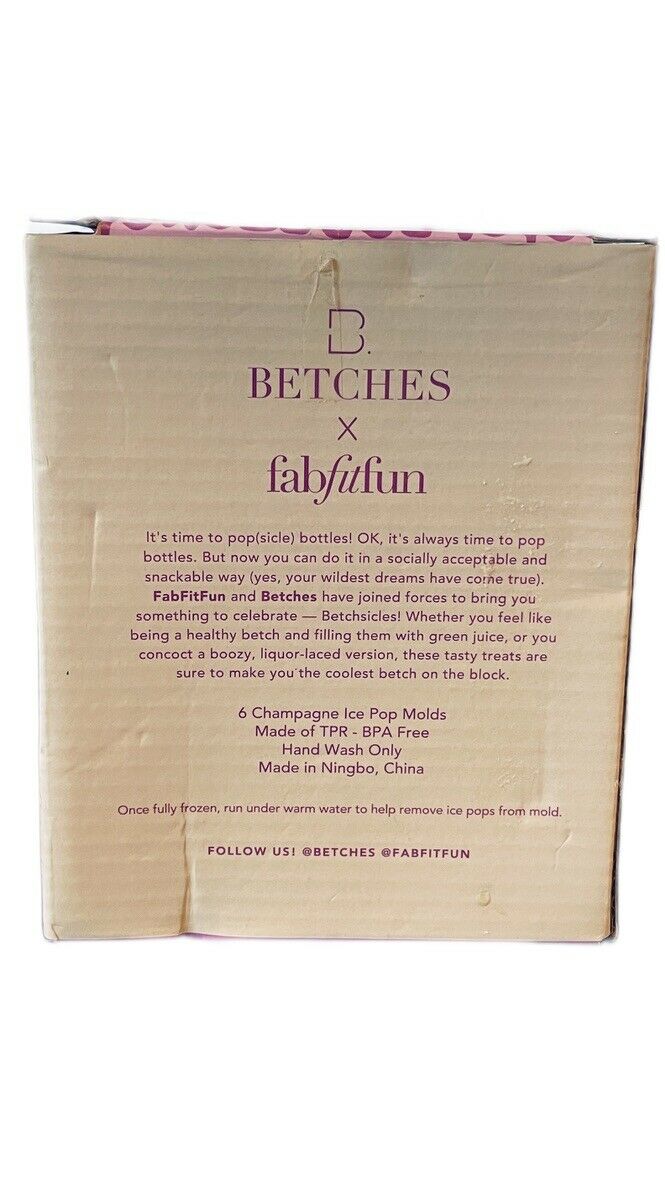 B.
BETCHES
X
fabfitfun
It's time to pop(sicle) bottles! OK, it's always time to pop
bottles. But now you can do it in a socially acceptable and
snackable way (yes, your wildest dreams have come true).
FabFitFun and Betches have joined forces to bring you
something to celebrate — Betchsicles! Whether you feel like
being a healthy betch and filling them with green juice, or you
concoct a boozy, liquor-laced version, these tasty treats are
sure to make you the coolest betch on the block.
6 Champagne Ice Pop Molds
Made of TPR - BPA Free
Hand Wash Only
Made in Ningbo, China
Once fully frozen, run under warm water to help remove ice pops from mold.
FOLLOW US! @BETCHES @FABFITFUN